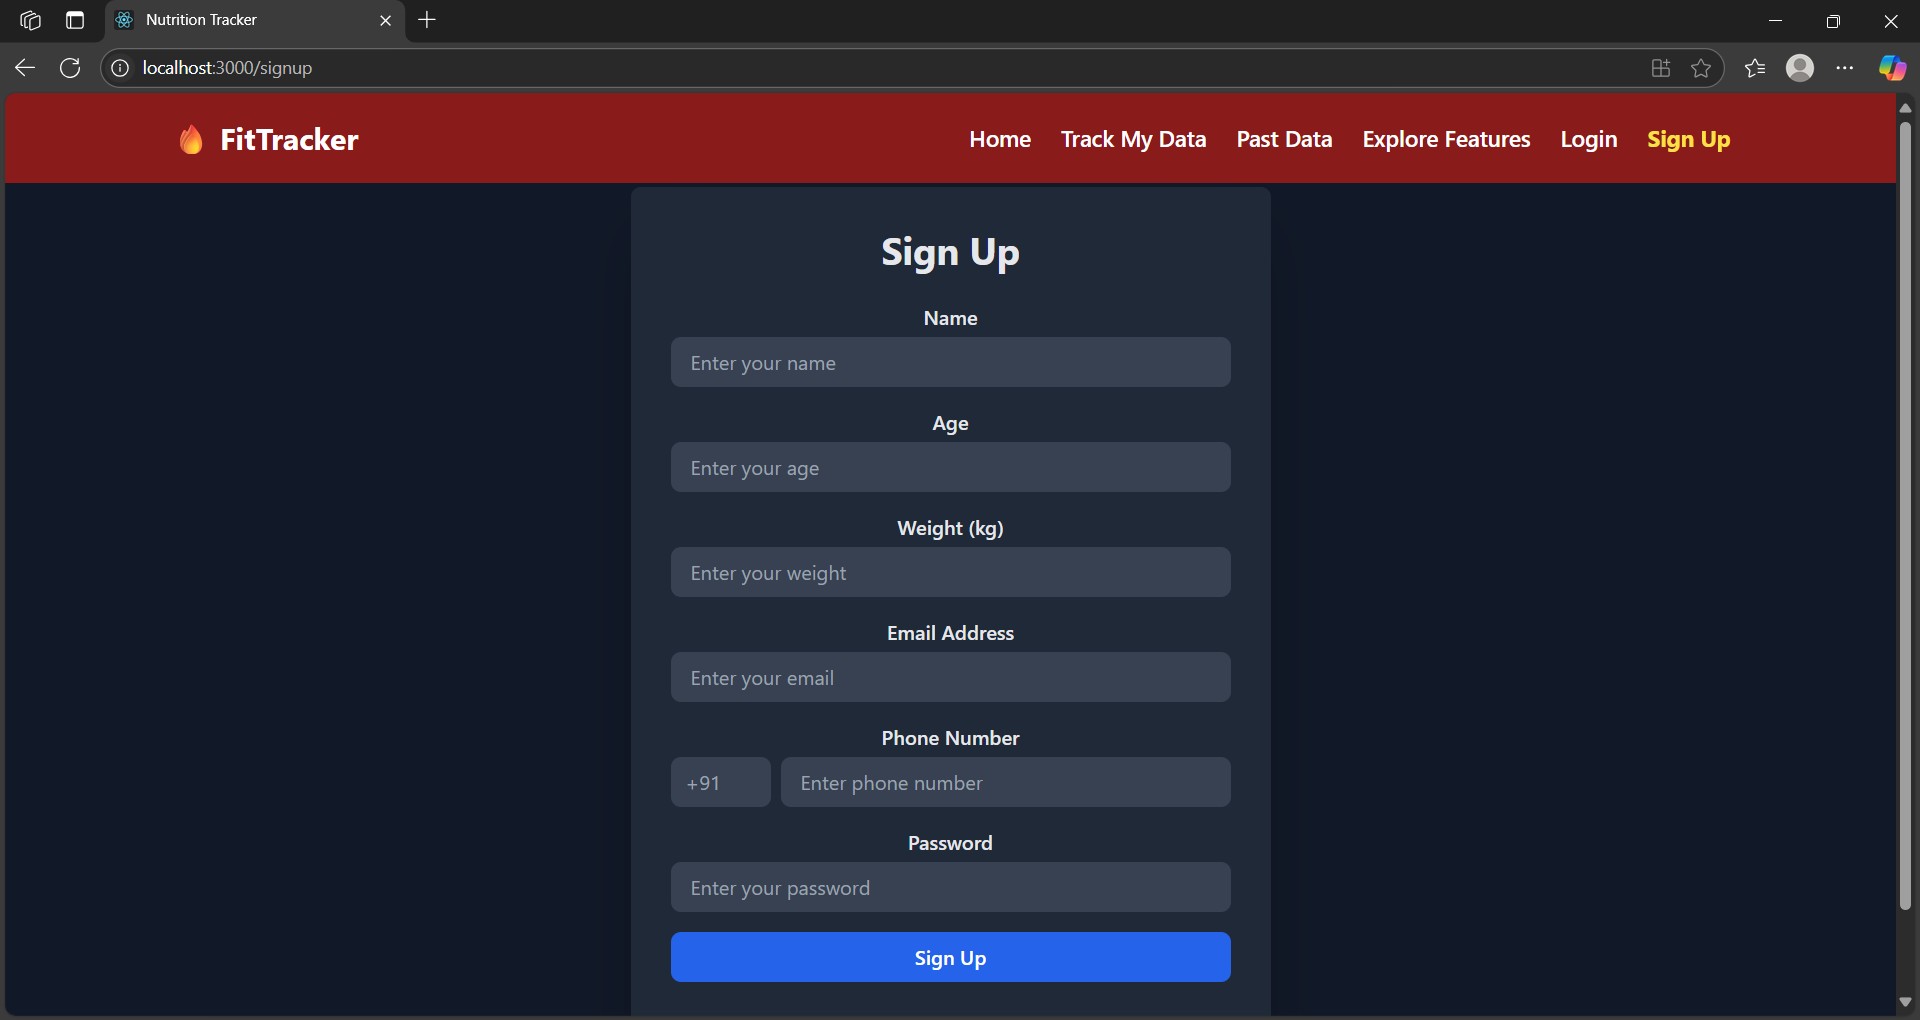 Nutrition Tracker
localhost:3000/signup
FitTracker
Home Track My Data Past Data Explore Features Login Sign Up
Sign Up
Name
Enter your name
Age
Enter your age
Weight (kg)
Enter your weight
Email Address
Enter your email
Phone Number
+91 Enter phone number
Password
Enter your password
Sign Up